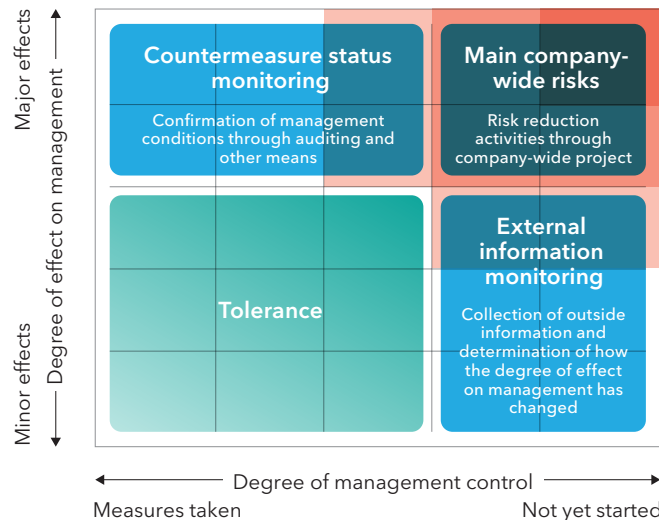 Major effects
Degree of effect on management
Minor effects
Countermeasure status
monitoring
Confirmation of management
conditions through auditing and
other means
Main company-
wide risks
Risk reduction
activities through
company-wide project
Tolerance
External
information
monitoring
Collection of outside
information and
determination of how
the degree of effect
on management has
changed
Degree of management control
Measures taken
Not yet started